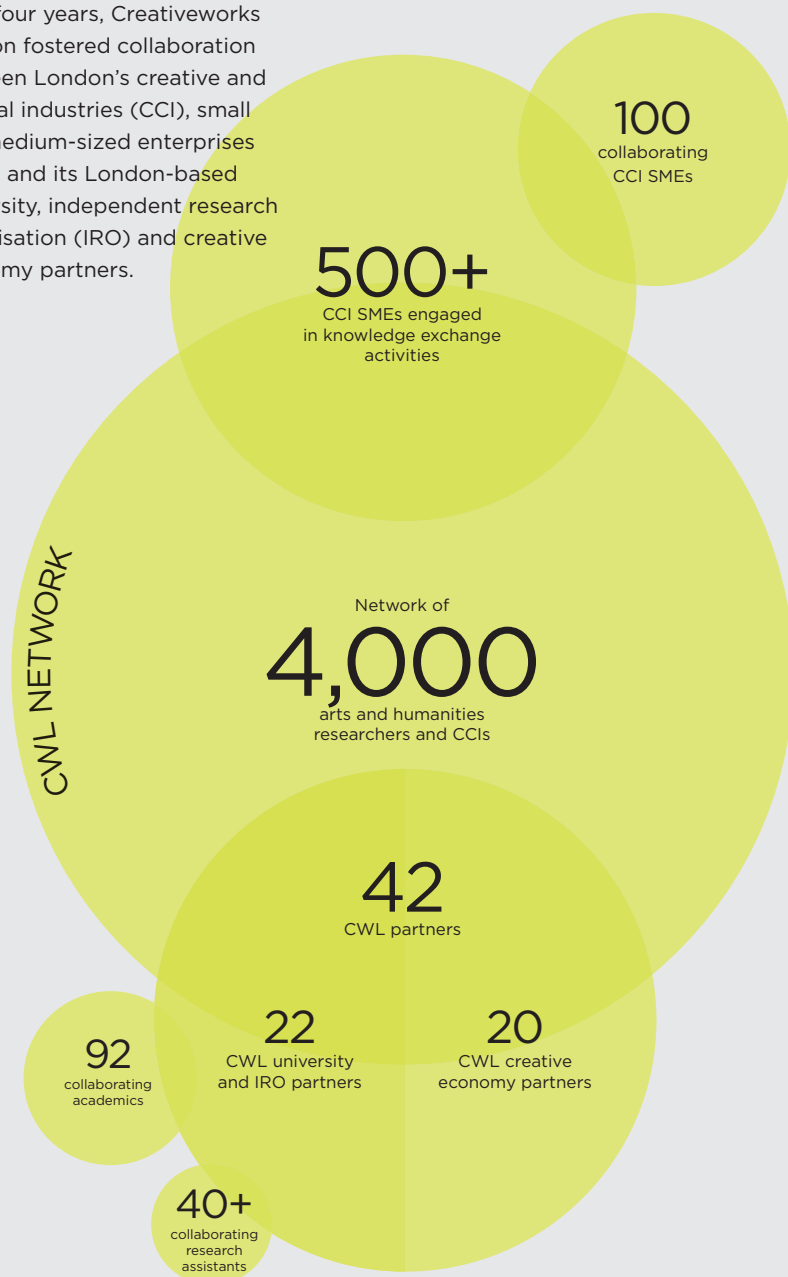 four years, Creativeworks
on fostered collaboration
en London's creative and
al industries (CCI), small
medium-sized enterprises
and its London-based
sity, independent research
isation (IRO) and creative
my partners.
100
collaborating
CCI SMEs
500+
CCI SMEs engaged
in knowledge exchange
activities
CWL NETWORK
Network of
4,000
arts and humanities
researchers and CCIs
42
CWL partners
22
CWL university
and IRO partners
20
CWL creative
economy partners
92
collaborating
academics
40+
collaborating
research
assistants